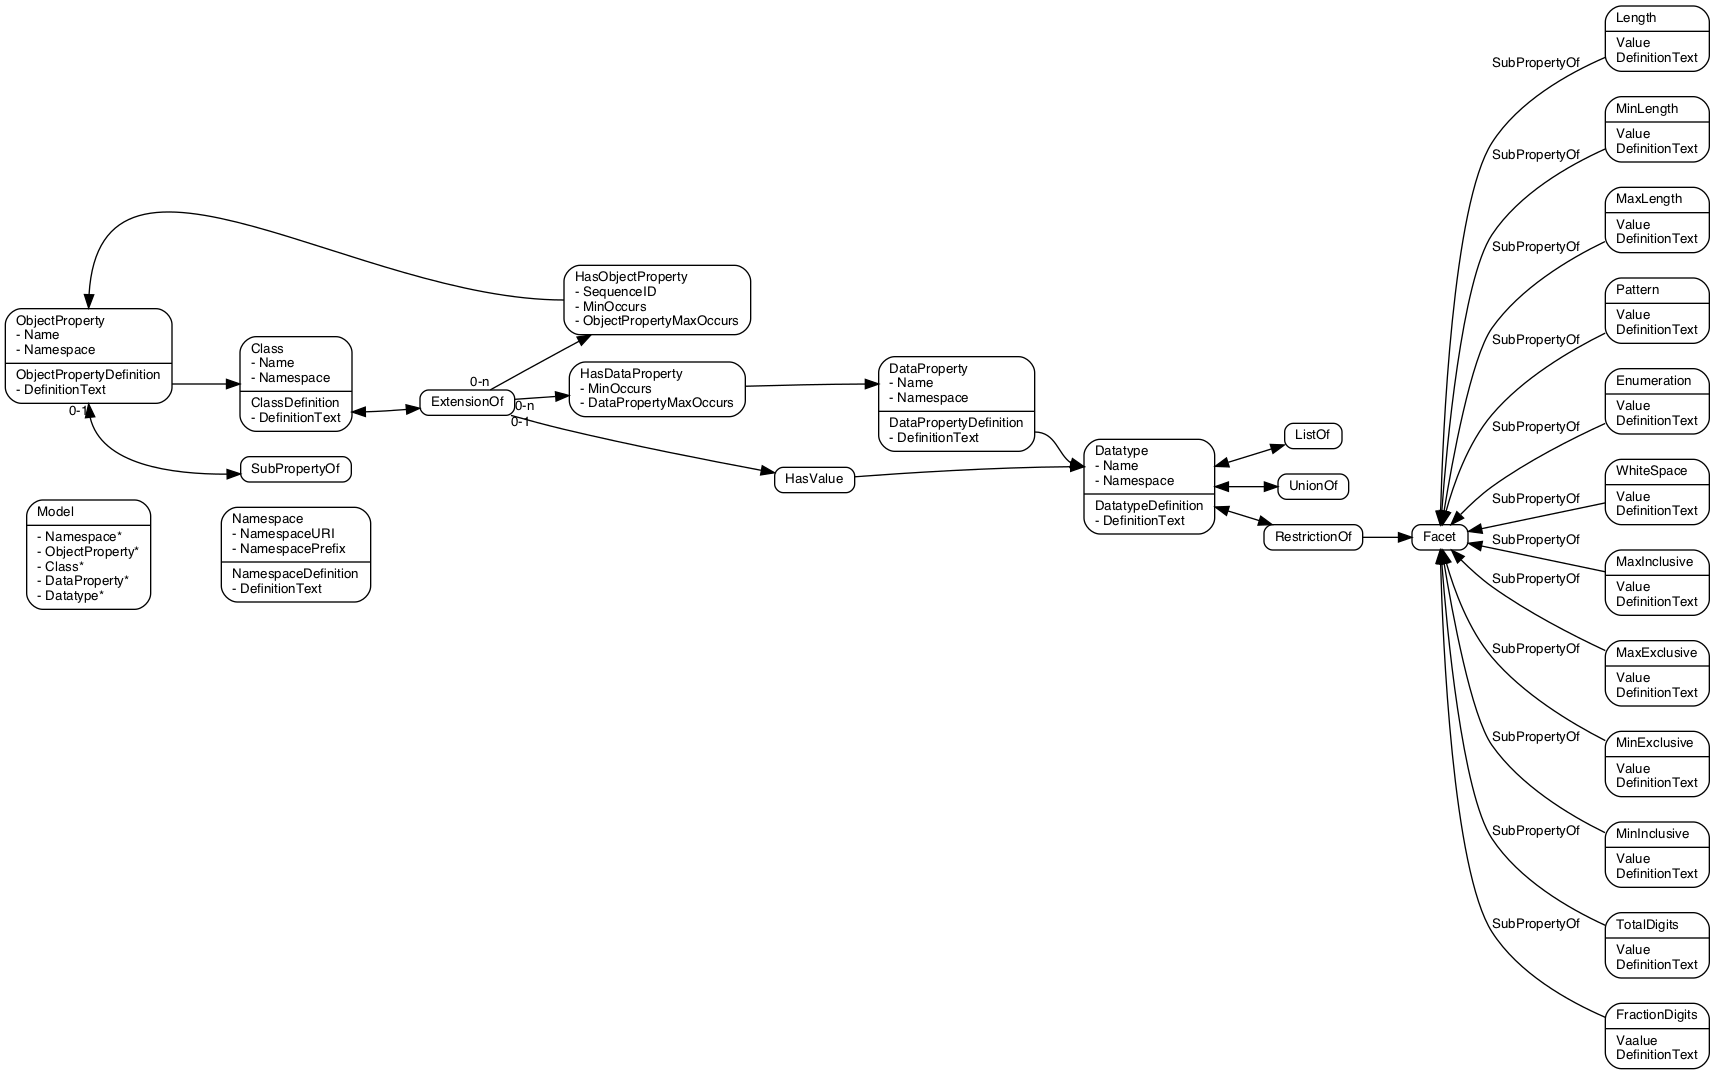 ObjectProperty
- Name
- Namespace
ObjectPropertyDefinition
- DefinitionText
0-1
Class
- Name
- Namespace
ClassDefinition
- DefinitionText
SubPropertyOf
Model
- Namespace*
- ObjectProperty*
- Class*
- DataProperty*
- Datatype*
Namespace
- NamespaceURI
- NamespacePrefix
NamespaceDefinition
- DefinitionText
ExtensionOf
0-n
0-n
0-1
HasObjectProperty
- SequenceID
- MinOccurs
- ObjectPropertyMaxOccurs
HasDataProperty
- MinOccurs
- DataPropertyMaxOccurs
HasValue
DataProperty
- Name
- Namespace
DataPropertyDefinition
- DefinitionText
Datatype
- Name
- Namespace
DatatypeDefinition
- DefinitionText
ListOf
UnionOf
RestrictionOf
Facet
SubPropertyOf
SubPropertyOf
SubPropertyOf
SubPropertyOf
SubPropertyOf
SubPropertyOf
SubPropertyOf
SubPropertyOf
SubPropertyOf
SubPropertyOf
SubPropertyOf
SubPropertyOf
Length
Value
DefinitionText
MinLength
Value
DefinitionText
MaxLength
Value
DefinitionText
Pattern
Value
DefinitionText
Enumeration
Value
DefinitionText
WhiteSpace
Value
DefinitionText
MaxInclusive
Value
DefinitionText
MaxExclusive
Value
DefinitionText
MinExclusive
Value
DefinitionText
MinInclusive
Value
DefinitionText
TotalDigits
Value
DefinitionText
FractionDigits
Vaalue
DefinitionText